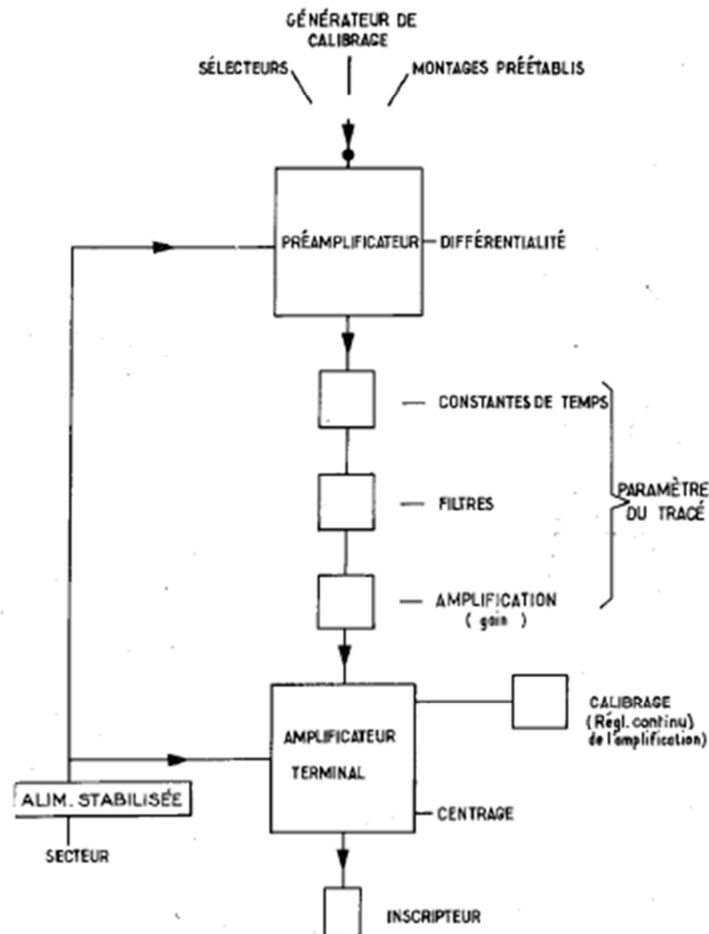 GÉNÉRATEUR DE
CALIBRAGE
SÉLECTEURS
MONTAGES PRÉÉTABLIS
PRÉAMPLIFICATEUR
DIFFÉRENTIALITÉ
CONSTANTES DE TEMPS
FILTRES
PARAMÈTRE
DU TRACÉ
AMPLIFICATION
( gain )
AMPLIFICATEUR
TERMINAL
CALIBRAGE
(Régl. continu)
de l'amplification)
CENTRAGE
ALIM. STABILISÉE
SECTEUR
INSCRIPTEUR